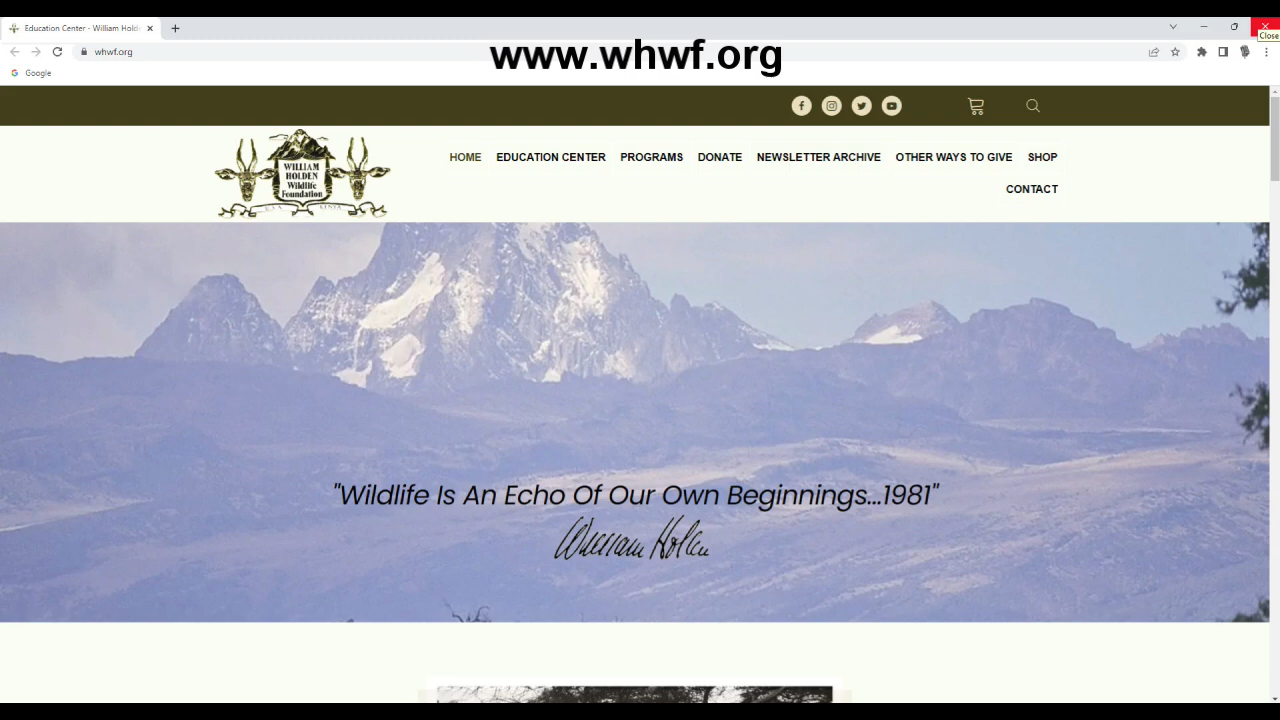 Education Center - William Hold
whwf.org
www.whwf.org
Close
Google
WILLIAM
HOLDEN
Wildlife
Foundation
HOME EDUCATION CENTER PROGRAMS DONATE NEWSLETTER ARCHIVE OTHER WAYS TO GIVE SHOP
CONTACT
"Wildlife Is An Echo Of Our Own Beginnings...1981"
William Holden